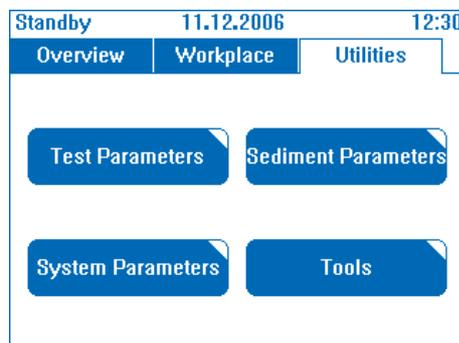 Standby 11.12.2006 12:30
Overview Workplace Utilities
Test Parameters Sediment Parameters
System Parameters Tools